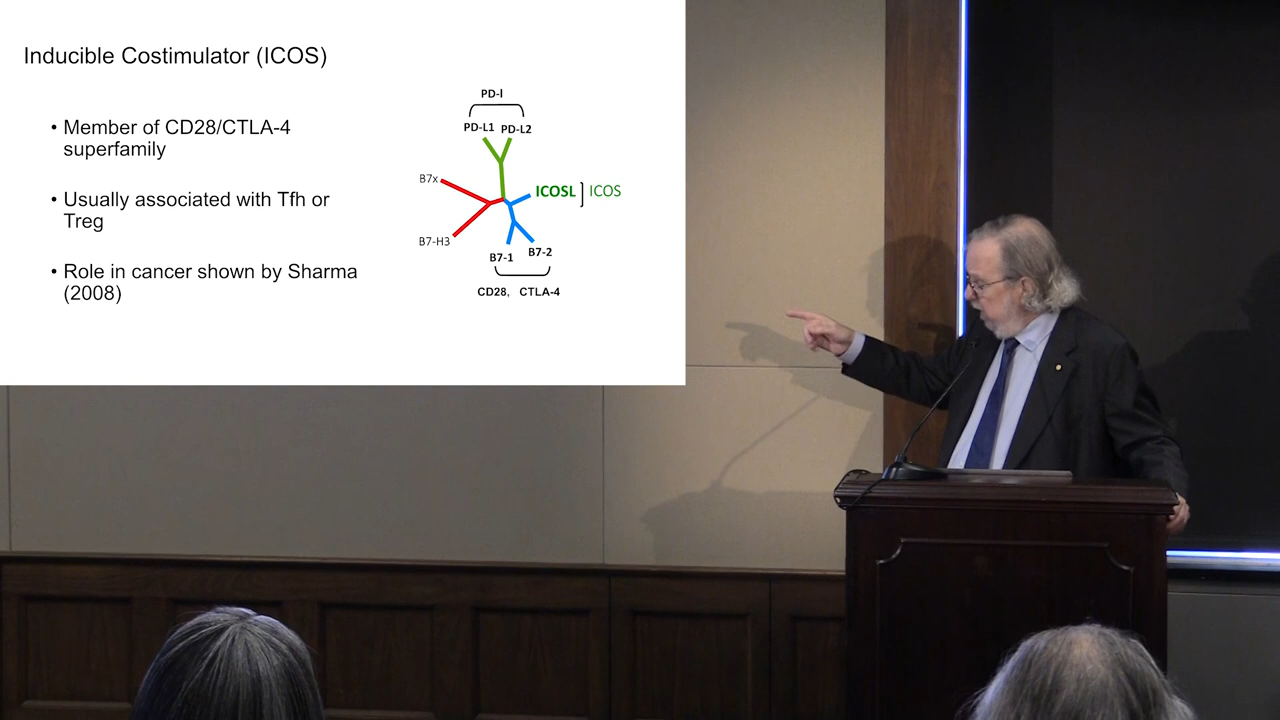 Inducible Costimulator (ICOS)
• Member of CD28/CTLA-4
superfamily
• Usually associated with Tfh or
Treg
• Role in cancer shown by Sharma
(2008)
PD-I
PD-L1 PD-L2
B7x
ICOSL ] ICOS
B7-H3
B7-1 B7-2
CD28, CTLA-4